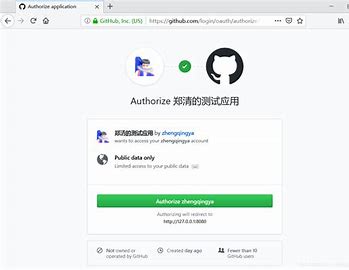 Authorize application
GitHub, Inc. (US)
https://github.com/login/oauth/authorize
Authorize 郑清的测试应用
郑清的测试应用 by zhengqingya
wants to access your zhengqingya account
Public data only
Limited access to your public data
Authorize zhengqingya
Authorizing will redirect to
http://127.0.0.1:8080
Not owned or operated by GitHub
Created day ago
Fewer than 10 GitHub users